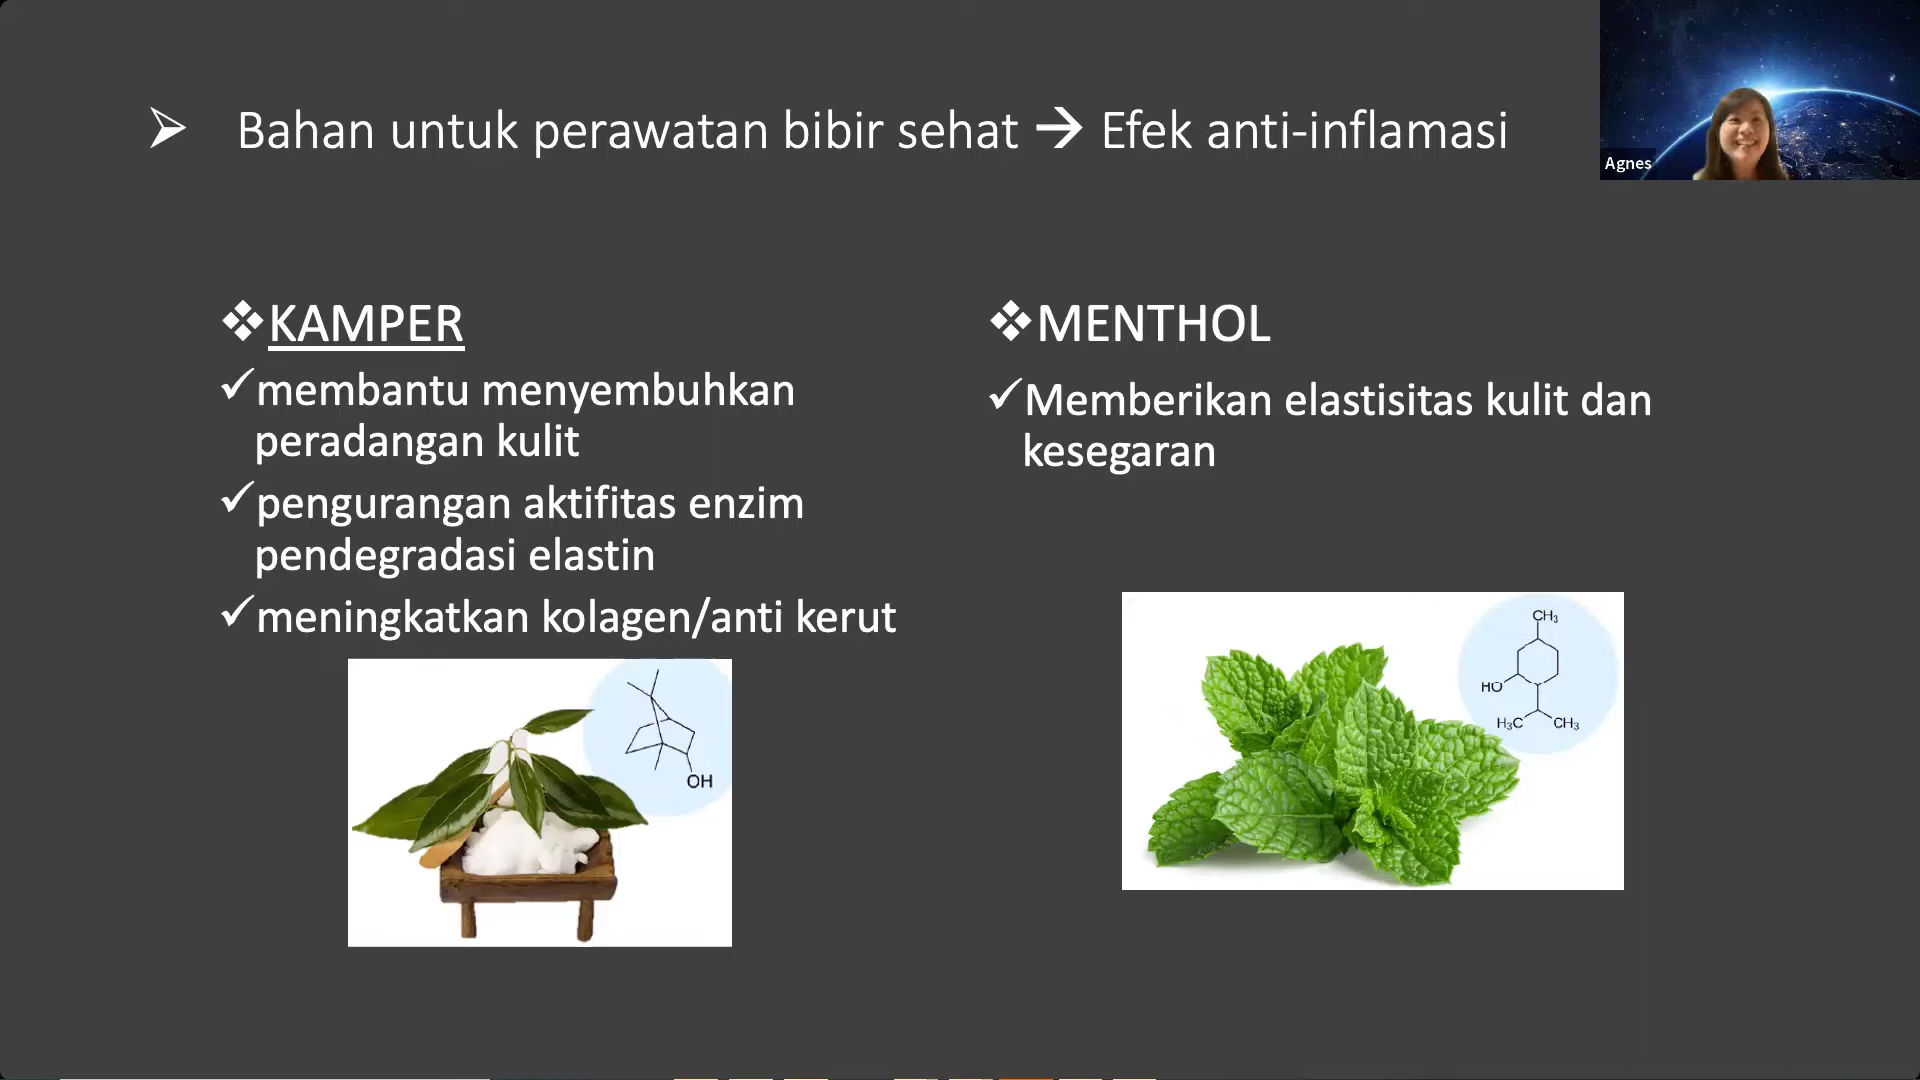 Bahan untuk perawatan bibir sehat → Efek anti-inflamasi
Agnes
KAMPER
membantu menyembuhkan
peradangan kulit
pengurangan aktifitas enzim
pendegradasi elastin
meningkatkan kolagen/anti kerut
OH
MENTHOL
Memberikan elastisitas kulit dan
kesegaran
CH₃
HO
H₃C CH₃